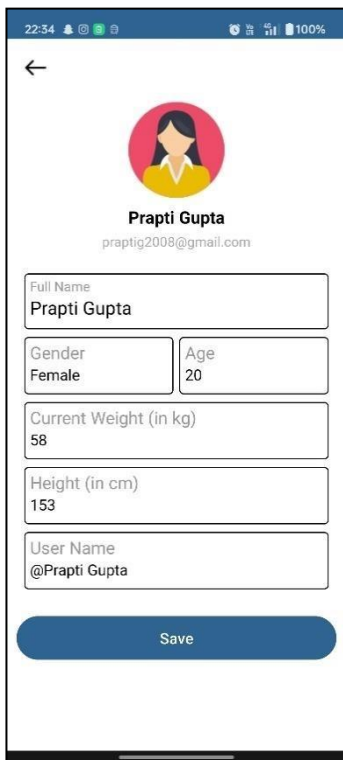 22:34 100%
Prapti Gupta
praptig2008@gmail.com
Full Name
Prapti Gupta
Gender Age
Female 20
Current Weight (in kg)
58
Height (in cm)
153
User Name
@Prapti Gupta
Save